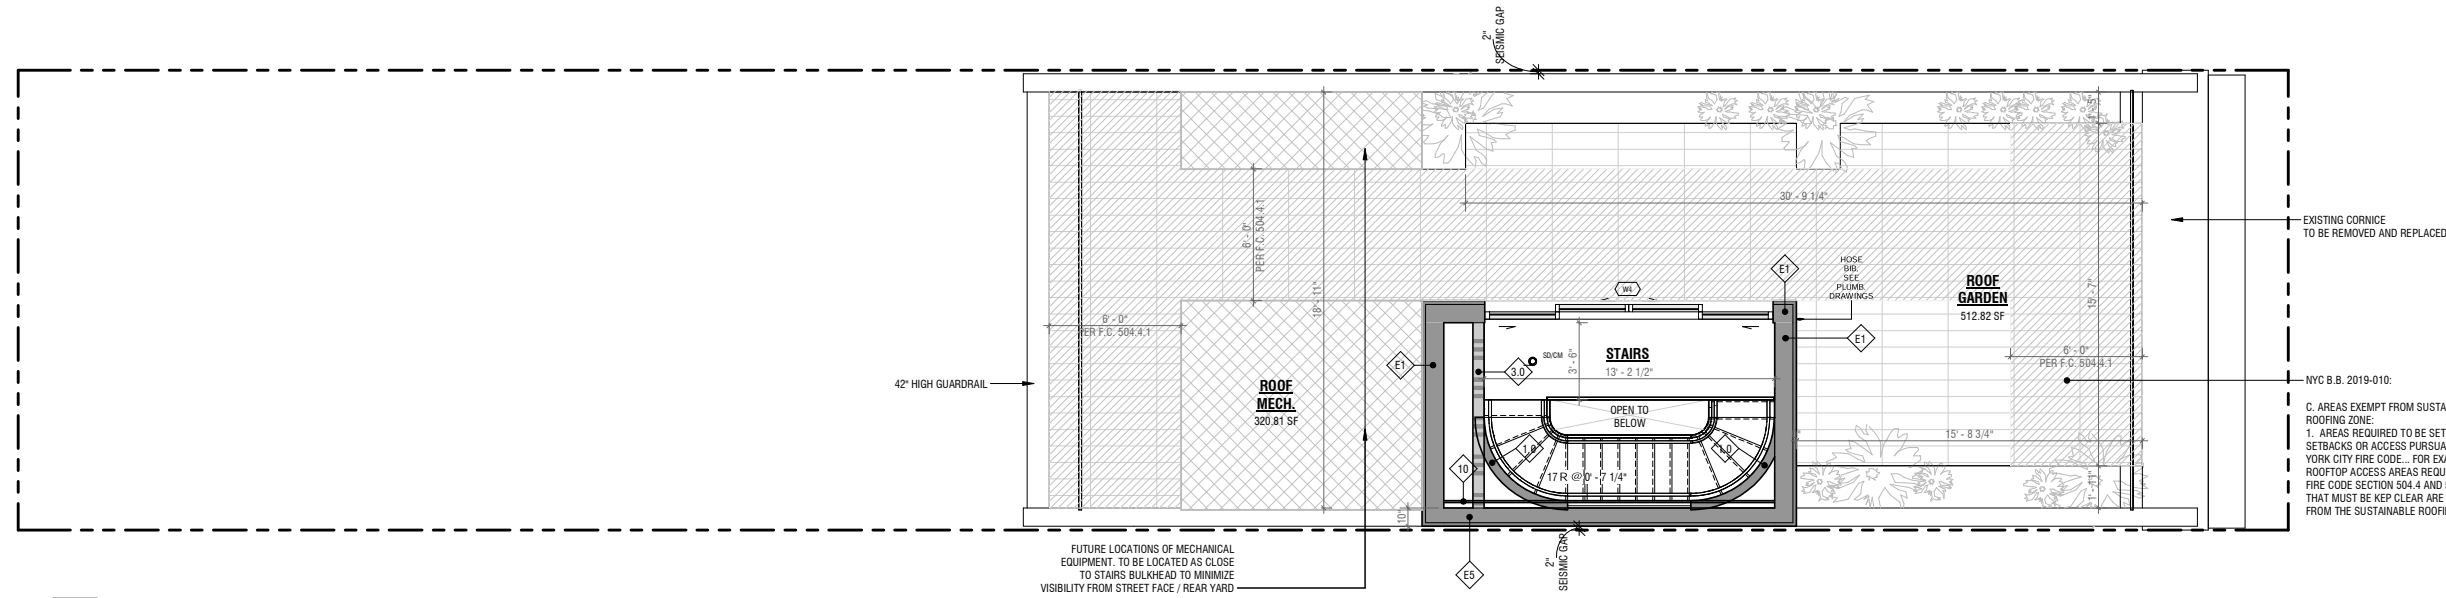 2"
SEISMIC GAP
1' - 5"
30' - 9 1/4"
6' - 0"
PER F.C. 504.4.1
18' - 11"
EXISTING CORNICE
TO BE REMOVED AND REPLACED
HOSE
BIB,
SEE
PLUMB.
DRAWINGS
E1
W4
ROOF
GARDEN
512.82 SF
15' - 7"
6' - 0"
PER F.C. 504.4.1
STAIRS
SD/CM
3' - 6"
13' - 2 1/2"
3.0
E1
E1
6' - 0"
PER F.C. 504.4.1
42" HIGH GUARDRAIL
ROOF
MECH.
320.81 SF
NYC B.B. 2019-010:
C. AREAS EXEMPT FROM SUSTA
ROOFING ZONE:
1. AREAS REQUIRED TO BE SET
SETBACKS OR ACCESS PURSUA
YORK CITY FIRE CODE... FOR EXA
ROOFTOP ACCESS AREAS REQU
FIRE CODE SECTION 504.4 AND
THAT MUST BE KEP CLEAR ARE
FROM THE SUSTAINABLE ROOFI
OPEN TO
BELOW
15' - 8 3/4"
1.0
1.0
10
17 R @ 0' - 7 1/4"
1' - 11"
10"
FUTURE LOCATIONS OF MECHANICAL
EQUIPMENT. TO BE LOCATED AS CLOSE
TO STAIRS BULKHEAD TO MINIMIZE
VISIBILITY FROM STREET FACE / REAR YARD
E5
2"
SEISMIC GAP